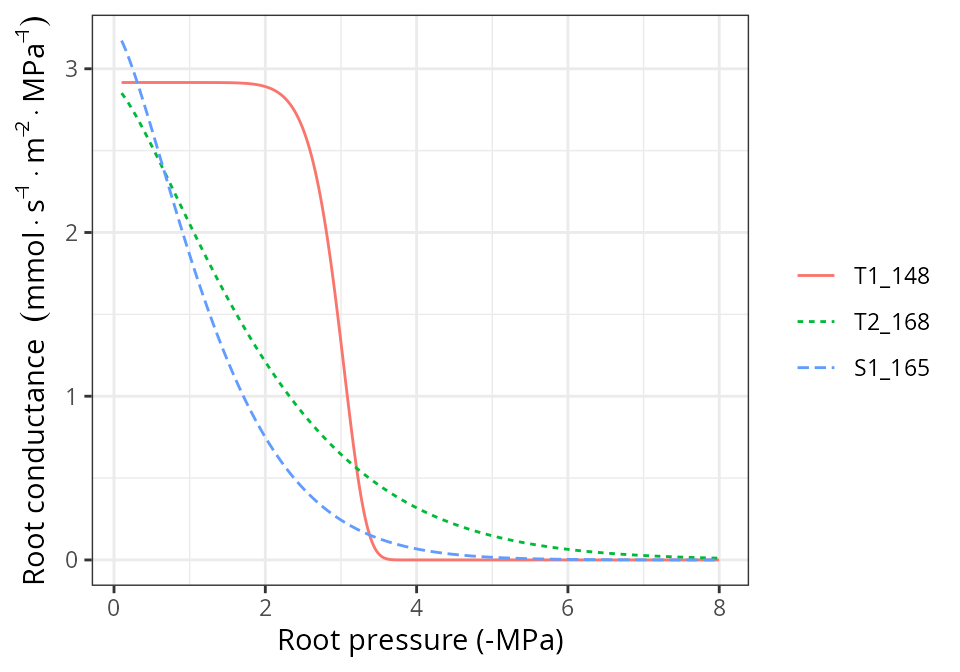 Root conductance (mmol · s⁻¹ · m⁻² · MPa⁻¹)
3
2
1
0
0 2 4 6 8
Root pressure (-MPa)
T1_148
T2_168
S1_165